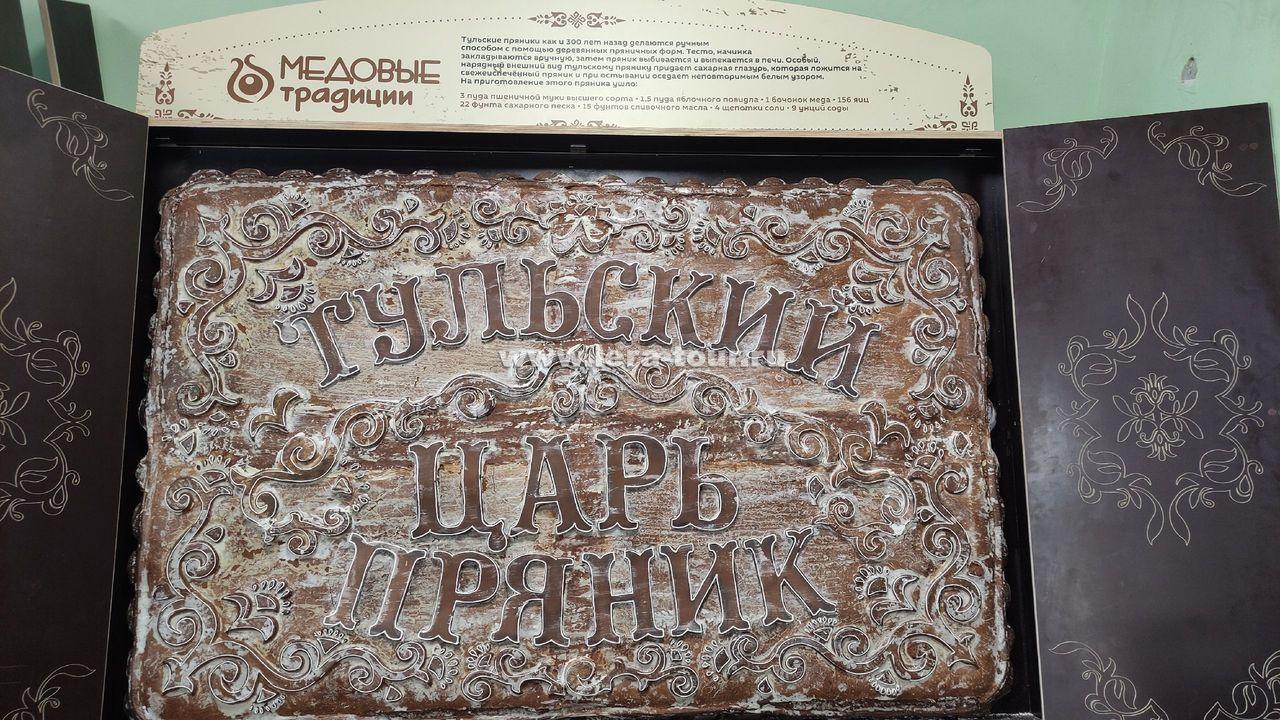 МЕДОВЫЕ
традиции
Тульские пряники как и 300 лет назад делаются ручным
способом с помощью деревянных пряничных форм. Тесто, начинка
закладываются вручную, затем пряник выбивается и выпекается в печи. Особый,
нарядный внешний вид тульскому прянику придает сахарная глазурь, которая ложится на
свежеиспечённый пряник и при остывании оседает неповторимым белым узором.
На приготовление этого пряника ушло:
3 пуда пшеничной муки высшего сорта • 1,5 пуда яблочного повидла • 1 бочонок меда • 156 яиц
22 фунта сахарного песка • 15 фунтов сливочного масла • 4 щепотки соли • 9 унций соды
ТУЛЬСКИЙ
www.lera-tour.ru
ЦАРЬ
ПРЯНИК